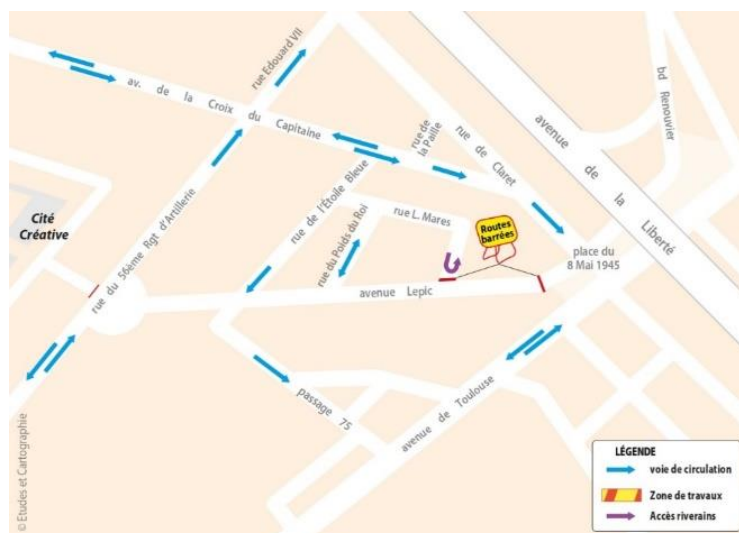 rue Edouard VII
av. de la Croix du Capitaine
rue de
la Paille
rue de Claret
avenue de la Liberté
bd Renouvier
Cité
Créative
rue du 56ème Rgt d'Artillerie
rue de l'Étoile Bleue
rue L. Mares
rue du Poids du Roi
Routes
barrées
place du
8 Mai 1945
avenue Lepic
passage 75
avenue de Toulouse
© Etudes et Cartographie
LÉGENDE
voie de circulation
Zone de travaux
Accès riverains